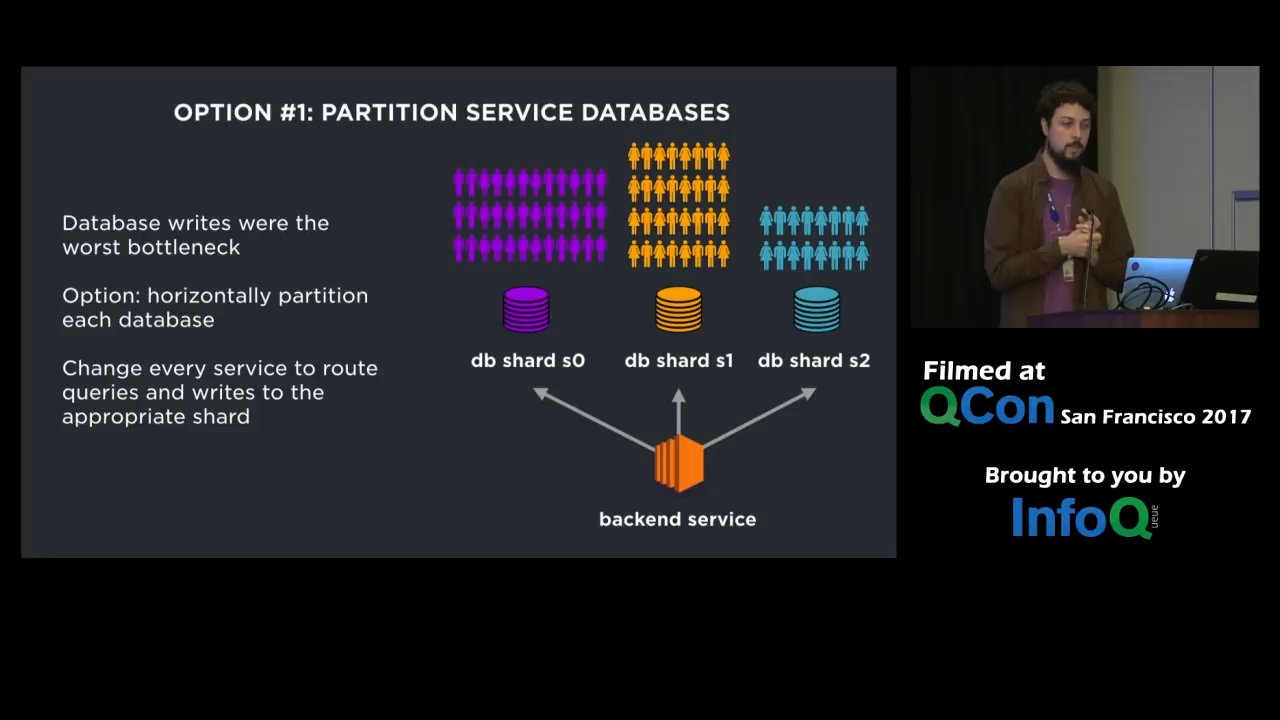 OPTION #1: PARTITION SERVICE DATABASES
Database writes were the
worst bottleneck
Option: horizontally partition
each database
Change every service to route
queries and writes to the
appropriate shard
db shard s0
db shard s1
db shard s2
backend service
Filmed at
QCon San Francisco 2017
Brought to you by
InfoQ
queue